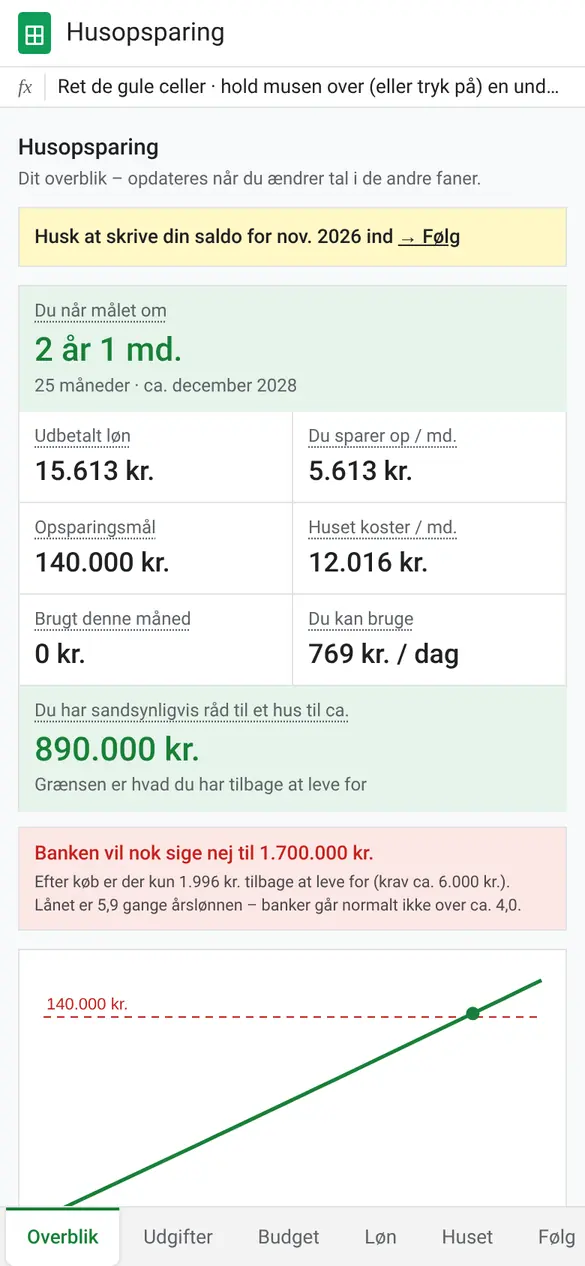 Husopsparing
fx Ret de gule celler · hold musen over (eller tryk på) en und…
Husopsparing
Dit overblik – opdateres når du ændrer tal i de andre faner.
Husk at skrive din saldo for nov. 2026 ind → Følg
Du når målet om
2 år 1 md.
25 måneder · ca. december 2028
Udbetalt løn
15.613 kr.
Du sparer op / md.
5.613 kr.
Opsparingsmål
140.000 kr.
Huset koster / md.
12.016 kr.
Brugt denne måned
0 kr.
Du kan bruge
769 kr. / dag
Du har sandsynligvis råd til et hus til ca.
890.000 kr.
Grænsen er hvad du har tilbage at leve for
Banken vil nok sige nej til 1.700.000 kr.
Efter køb er der kun 1.996 kr. tilbage at leve for (krav ca. 6.000 kr.).
Lånet er 5,9 gange årslønnen – banker går normalt ikke over ca. 4,0.
140.000 kr.
Overblik Udgifter Budget Løn Huset Følg